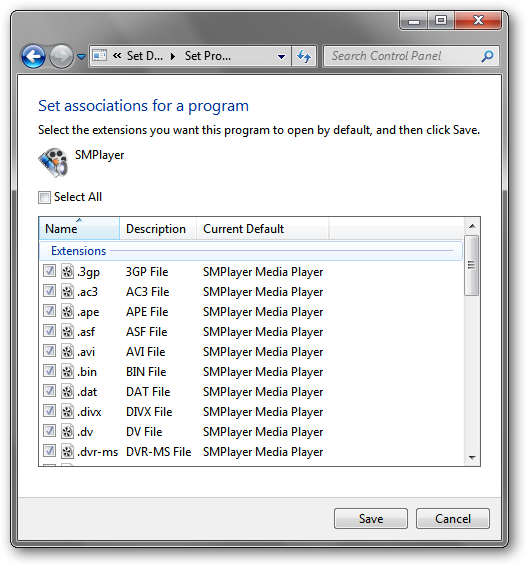 « Set D... ▸ Set Pro... Search Control Panel
Set associations for a program
Select the extensions you want this program to open by default, and then click Save.
SMPlayer
Select All
Name Description Current Default
Extensions
.3gp 3GP File SMPlayer Media Player
.ac3 AC3 File SMPlayer Media Player
.ape APE File SMPlayer Media Player
.asf ASF File SMPlayer Media Player
.avi AVI File SMPlayer Media Player
.bin BIN File SMPlayer Media Player
.dat DAT File SMPlayer Media Player
.divx DIVX File SMPlayer Media Player
.dv DV File SMPlayer Media Player
.dvr-ms DVR-MS File SMPlayer Media Player
Save Cancel